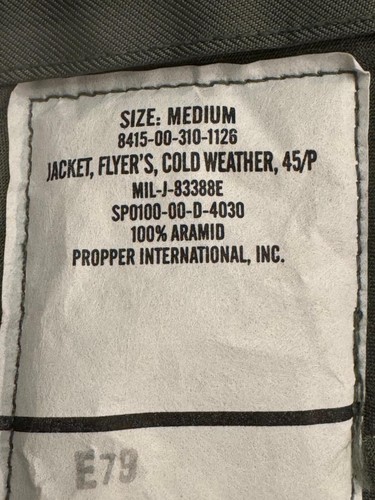 SIZE: MEDIUM
8415-00-310-1126
JACKET, FLYER'S, COLD WEATHER, 45/P
MIL-J-83388E
SPO100-00-D-4030
100% ARAMID
PROPPER INTERNATIONAL, INC.
E79